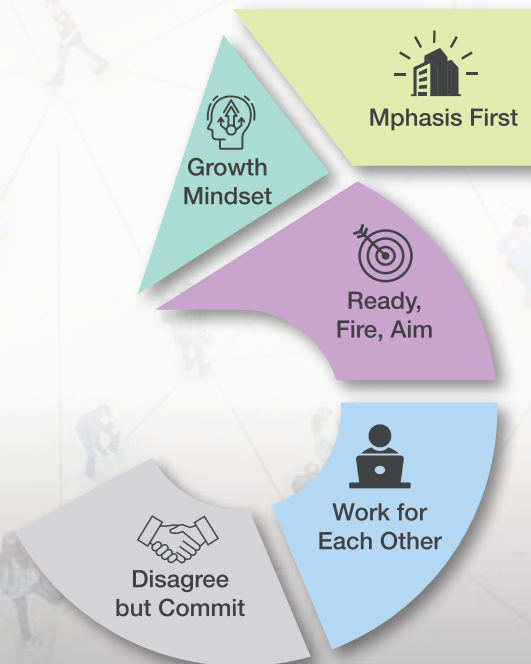 Mphasis First
Growth
Mindset
Ready,
Fire, Aim
Work for
Each Other
Disagree
but Commit